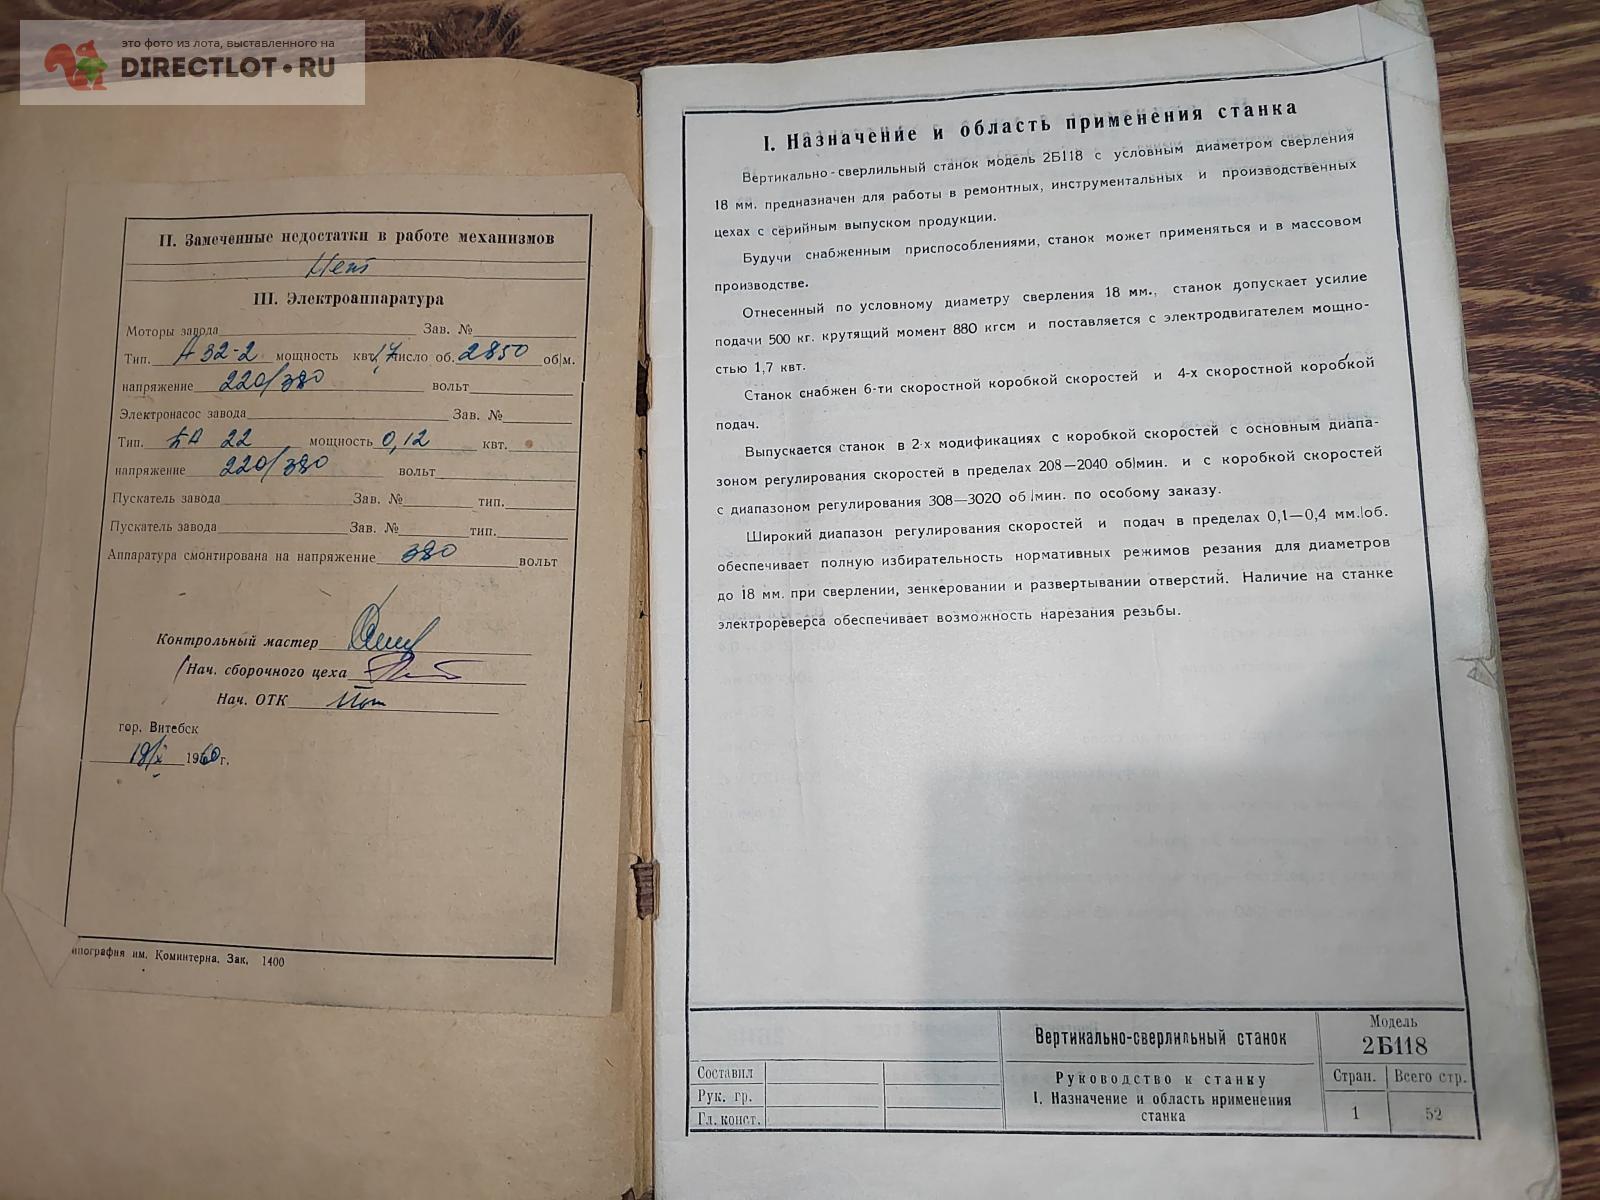 это фото из лота, выставленного на
DIRECTLOT.RU
II. Замеченные недостатки в работе механизмов
Нет
III. Электроаппаратура
Моторы завода Зав. №
Тип. А 32-2 мощность квт 1,7 число об. 2850 об/м.
напряжение 220/380 вольт
Электронасос завода Зав. №
Тип. ПА 22 мощность 0,12 квт.
напряжение 220/380 вольт
Пускатель завода Зав. № тип.
Пускатель завода Зав. № тип.
Аппаратура смонтирована на напряжение 380 вольт
Контрольный мастер
Нач. сборочного цеха
Нач. ОТК
гор. Витебск
19/X 1960 г.
ипография им. Коминтерна. Зак. 1400
I. Назначение и область применения станка
Вертикально-сверлильный станок модель 2Б118 с условным диаметром сверления
18 мм. предназначен для работы в ремонтных, инструментальных и производственных
цехах с серийным выпуском продукции.
Будучи снабженным приспособлениями, станок может применяться и в массовом
производстве.
Отнесенный по условному диаметру сверления 18 мм., станок допускает усилие
подачи 500 кг. крутящий момент 880 кгсм и поставляется с электродвигателем мощно-
стью 1,7 квт.
Станок снабжен 6-ти скоростной коробкой скоростей и 4-х скоростной коробкой
подач.
Выпускается станок в 2-х модификациях с коробкой скоростей с основным диапа-
зоном регулирования скоростей в пределах 208—2040 об/мин. и с коробкой скоростей
с диапазоном регулирования 308—3020 об/мин. по особому заказу.
Широкий диапазон регулирования скоростей и подач в пределах 0,1—0,4 мм./об.
обеспечивает полную избирательность нормативных режимов резания для диаметров
до 18 мм. при сверлении, зенкеровании и развертывании отверстий. Наличие на станке
электрореверса обеспечивает возможность нарезания резьбы.
Вертикально-сверлильный станок
Модель
2Б118
Составил
Рук. гр.
Гл. конст.
Руководство к станку
I. Назначение и область нрименения
станка
Стран. Всего стр.
1 52